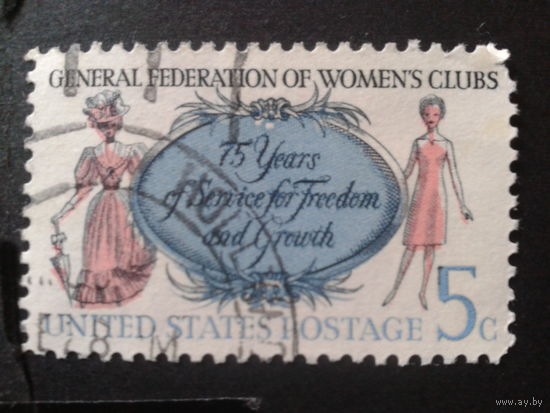 GENERAL FEDERATION OF WOMEN'S CLUBS
75 Years
of Service for Freedom
and Growth
UNITED STATES POSTAGE 5c
www.ay.by